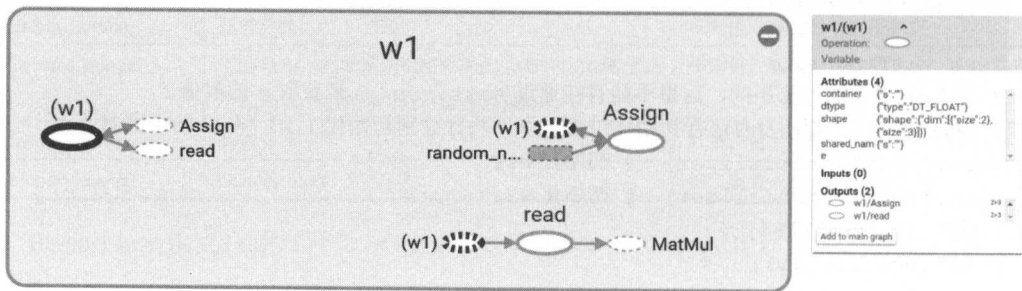 w1
(w1)
Assign
read
Assign
(w1)
random_n...
read
(w1)
MatMul
w1/(w1)
Operation:
Variable
Attributes (4)
container {"s":""}
dtype {"type":"DT_FLOAT"}
shape {"shape":{"dim":[{"size":2},
{"size":3}]}}
shared_nam {"s":""}
e
Inputs (0)
Outputs (2)
w1/Assign 2×3
w1/read 2×3
Add to main graph